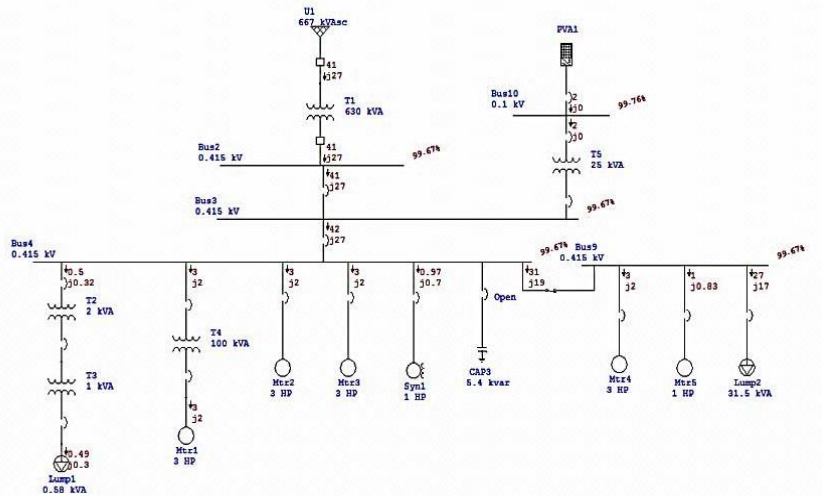 U1
667 kVAsc
41
j27
T1
630 kVA
41
j27
Bus2
0.415 kV
99.67%
41
j27
PVA1
2
j0
Bus10
0.1 kV
99.76%
2
j0
T5
25 kVA
Bus3
0.415 kV
99.67%
42
j27
Bus4
0.415 kV
99.67%
Bus9
0.415 kV
99.67%
0.5
j0.32
T2
2 kVA
T3
1 kVA
0.49
j0.3
Lump1
0.58 kVA
3
j2
T4
100 kVA
3
j2
Mtr1
3 HP
3
j2
Mtr2
3 HP
3
j2
Mtr3
3 HP
0.97
j0.7
Syn1
1 HP
Open
CAP3
5.4 kvar
31
j19
3
j2
Mtr4
3 HP
1
j0.83
Mtr5
1 HP
27
j17
Lump2
31.5 kVA